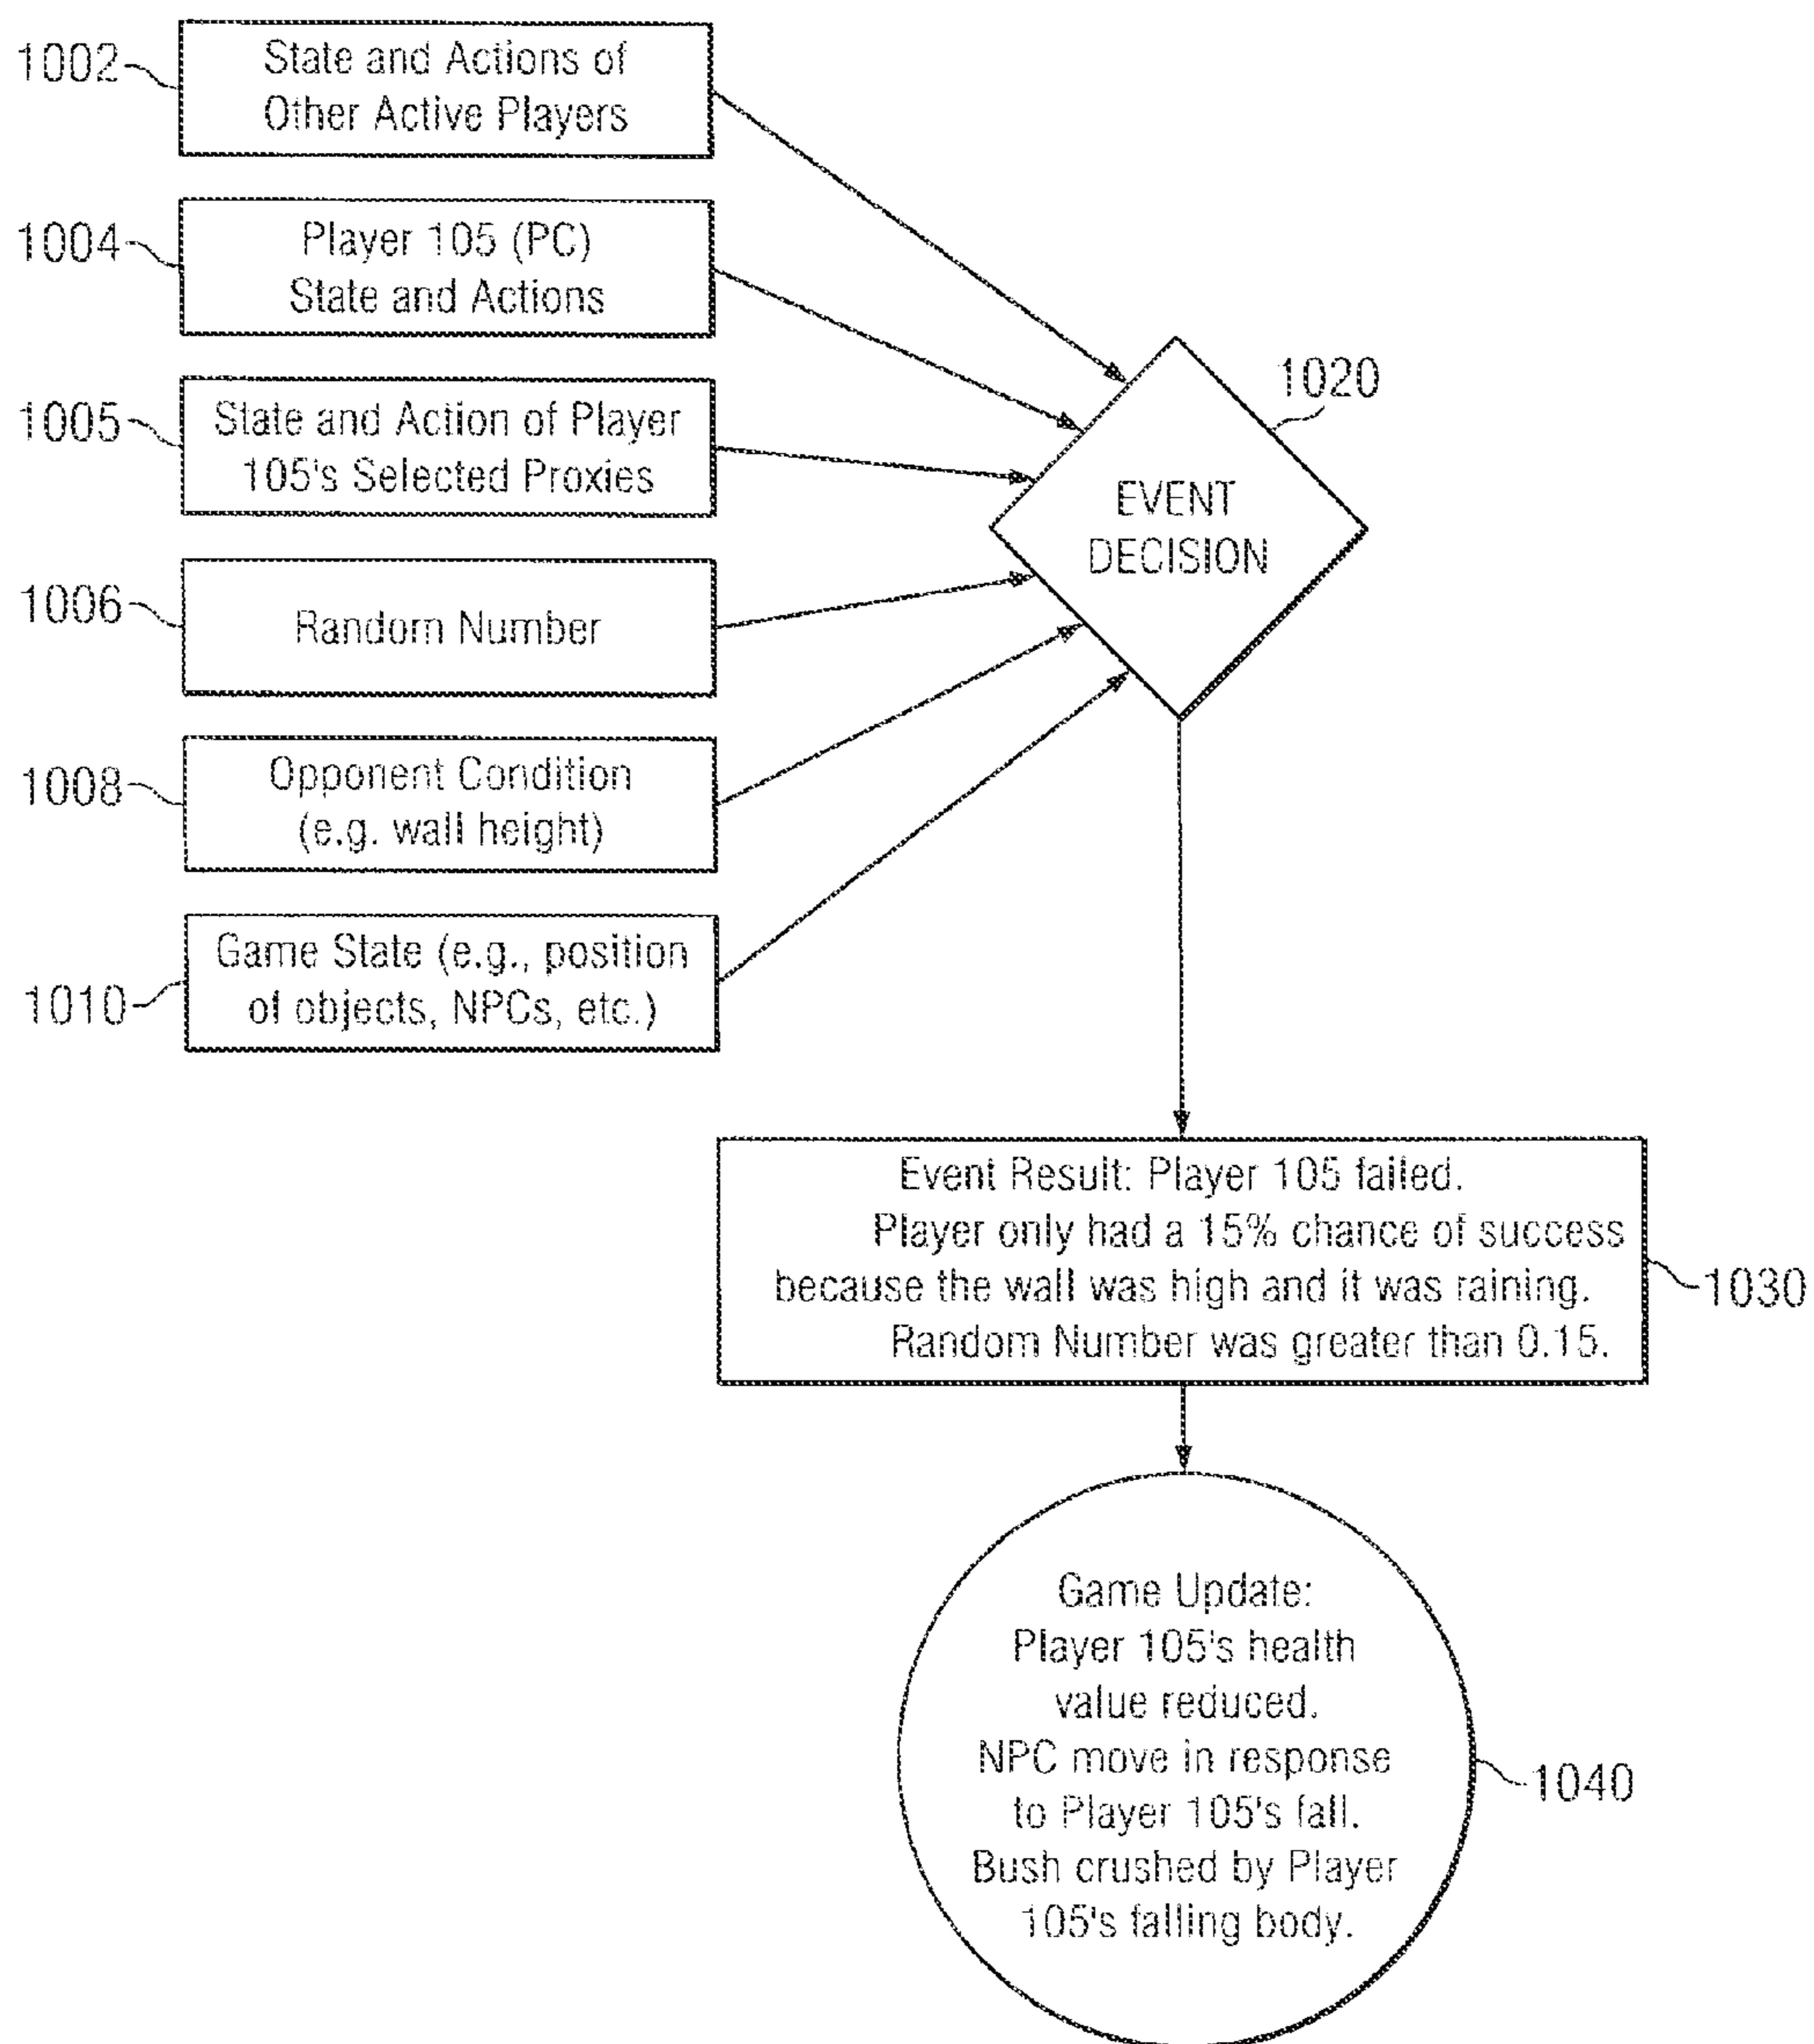 1002
State and Actions of
Other Active Players
1004
Player 105 (PC)
State and Actions
1005
State and Action of Player
105's Selected Proxies
1006
Random Number
1008
Opponent Condition
(e.g. wall height)
1010
Game State (e.g., position
of objects, NPCs, etc.)
1020
EVENT
DECISION
Event Result: Player 105 failed.
Player only had a 15% chance of success
because the wall was high and it was raining.
Random Number was greater than 0.15.
1030
Game Update:
Player 105's health
value reduced.
NPC move in response
to Player 105's fall.
Bush crushed by Player
105's falling body.
1040